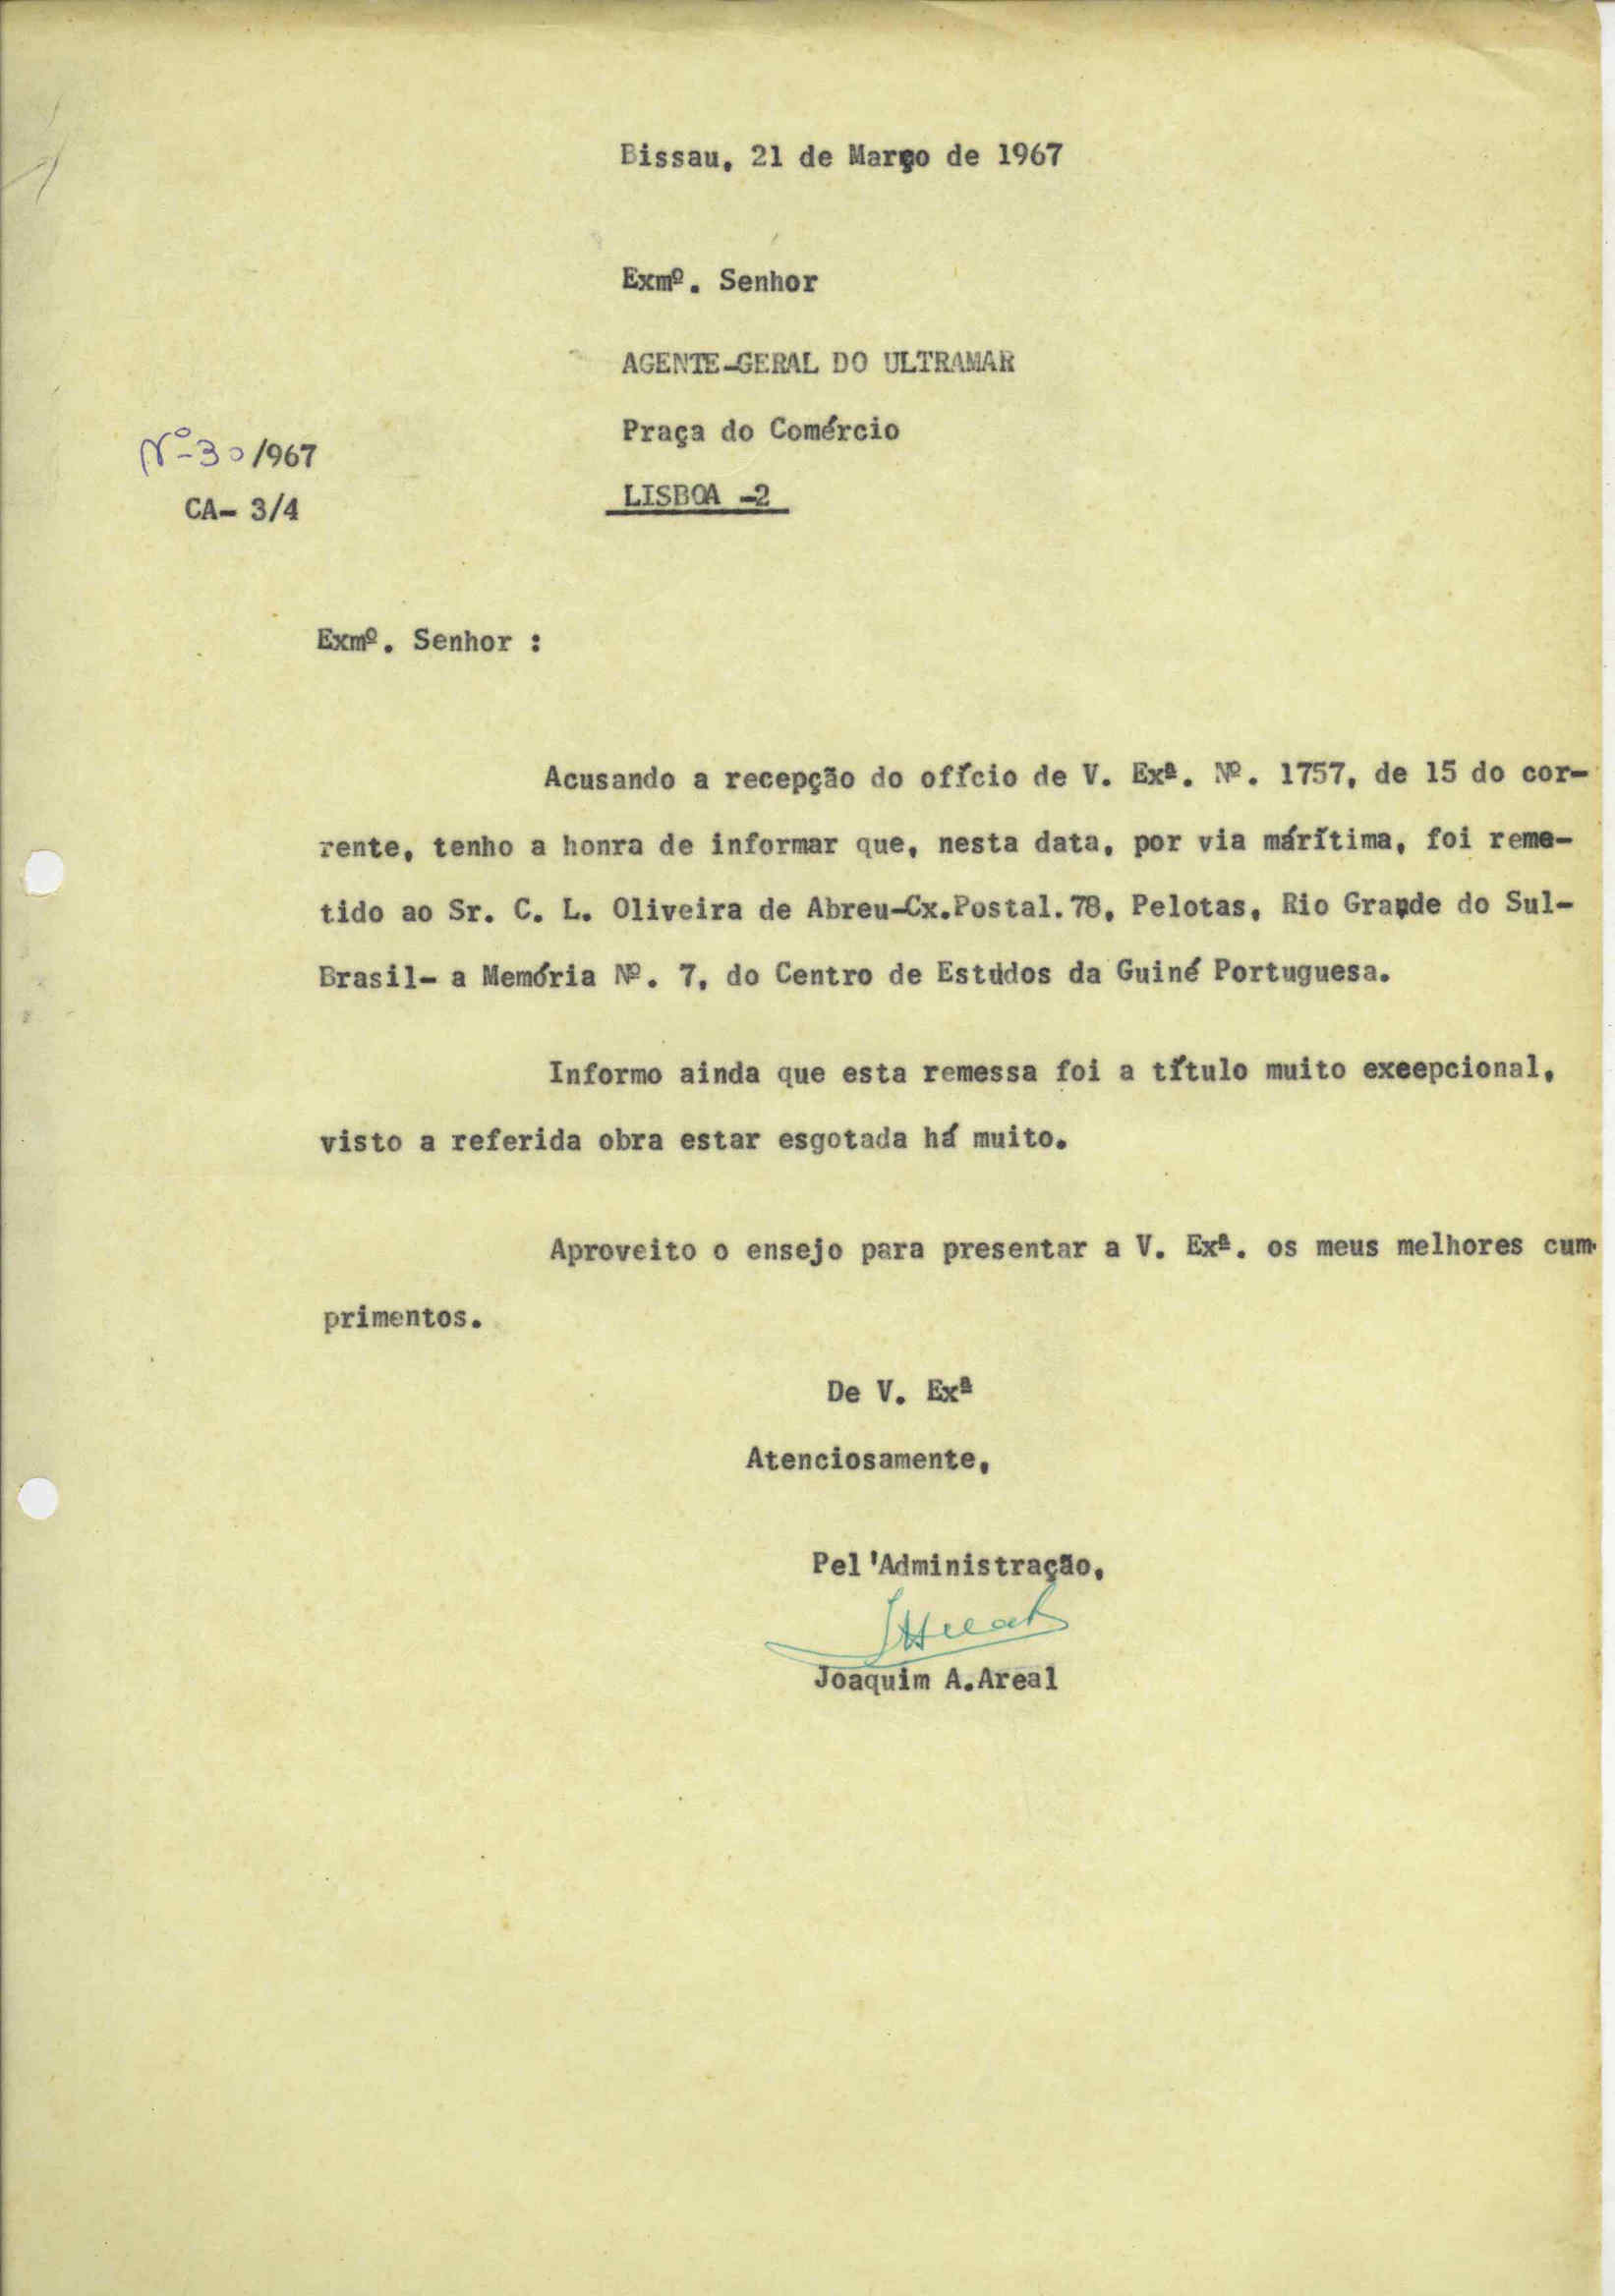 Bissau, 21 de Março de 1967
Exmº. Senhor
AGENTE-GERAL DO ULTRAMAR
Praça do Comércio
Nº 30/967
LISBOA -2
CA- 3/4
Exmº. Senhor :
Acusando a recepção do ofício de V. Exª. Nº. 1757, de 15 do cor-
rente, tenho a honra de informar que, nesta data, por via márítima, foi reme-
tido ao Sr. C. L. Oliveira de Abreu-Cx.Postal.78, Pelotas, Rio Grande do Sul-
Brasil- a Memória Nº. 7, do Centro de Estudos da Guiné Portuguesa.
Informo ainda que esta remessa foi a título muito exeepcional,
visto a referida obra estar esgotada há muito.
Aproveito o ensejo para presentar a V. Exª. os meus melhores cum-
primentos.
De V. Exª
Atenciosamente,
Pel'Administração,
Joaquim A.Areal